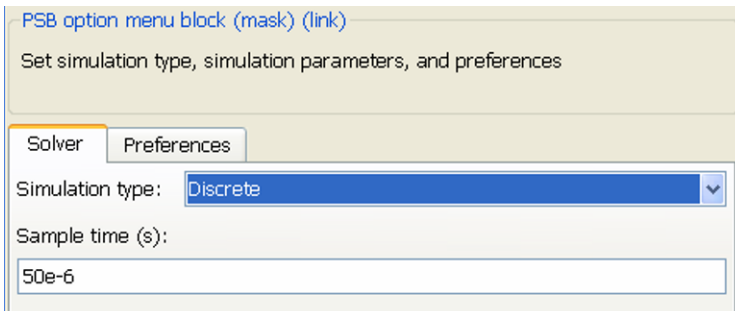 PSB option menu block (mask) (link)
Set simulation type, simulation parameters, and preferences
Solver Preferences
Simulation type: Discrete
Sample time (s):
50e-6